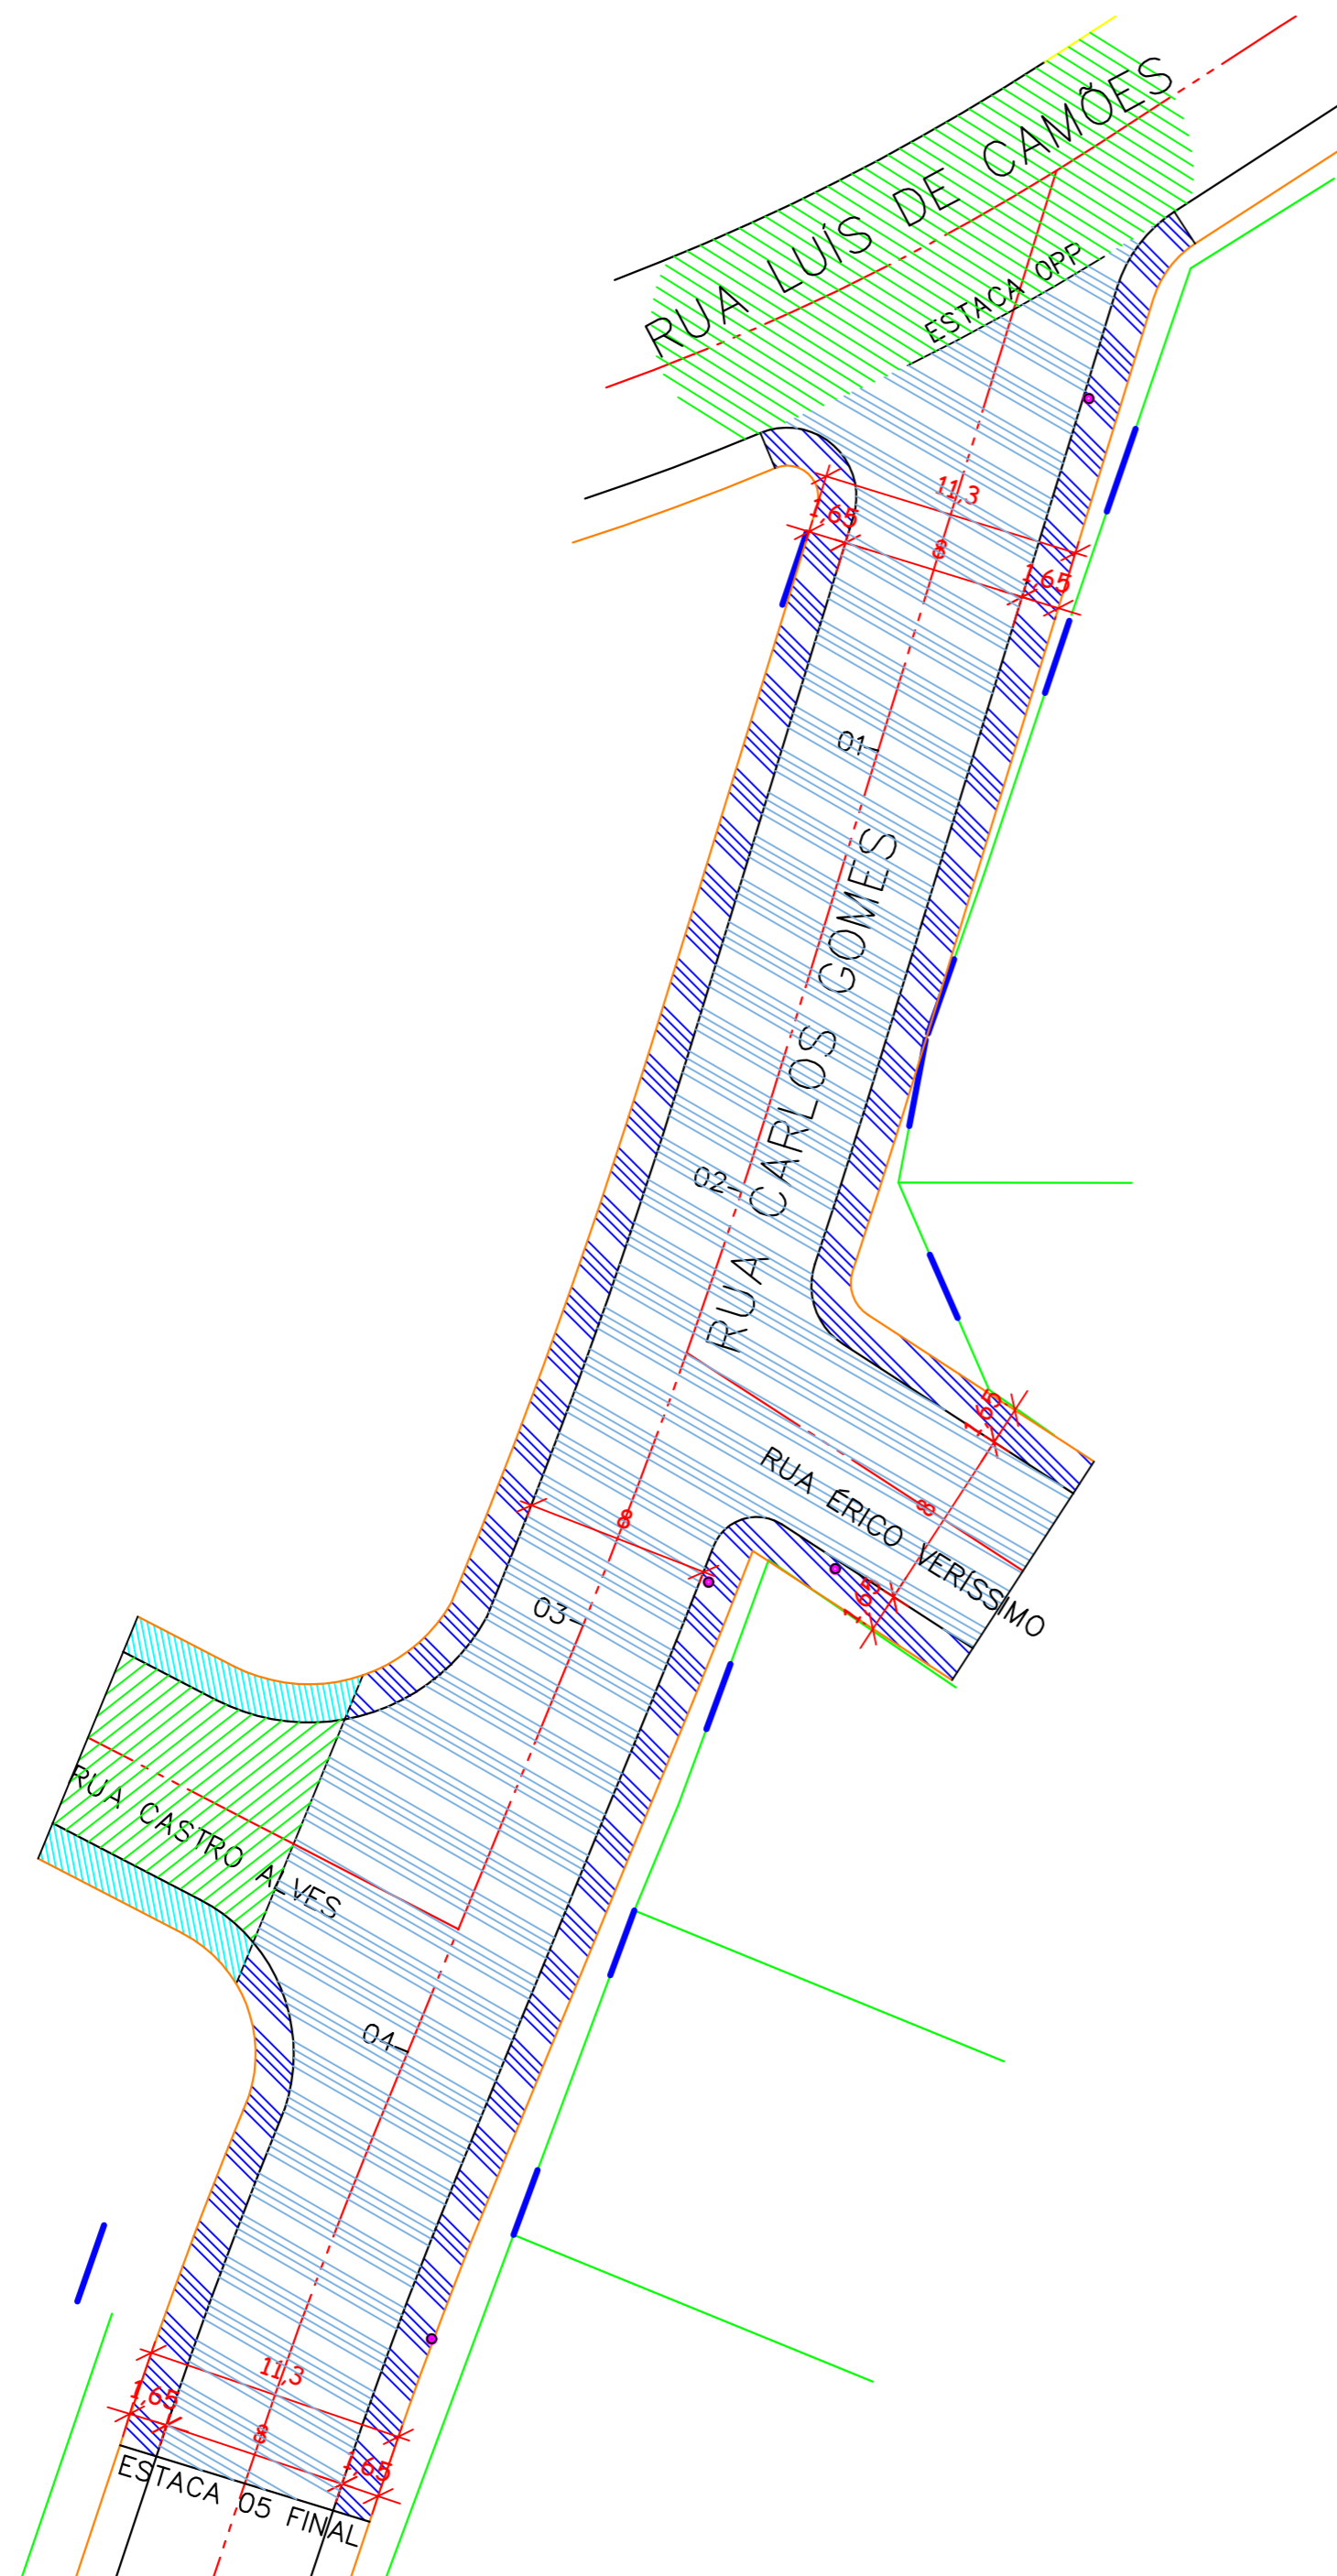 RUA LUÍS DE CAMÕES
ESTACA 0PP
11,3
1,65
8
1,65
01
RUA CARLOS GOMES
02
1,65
8
RUA ÉRICO VERÍSSIMO
8
1,65
03
RUA CASTRO ALVES
04
11,3
1,65
8
1,65
ESTACA 05 FINAL